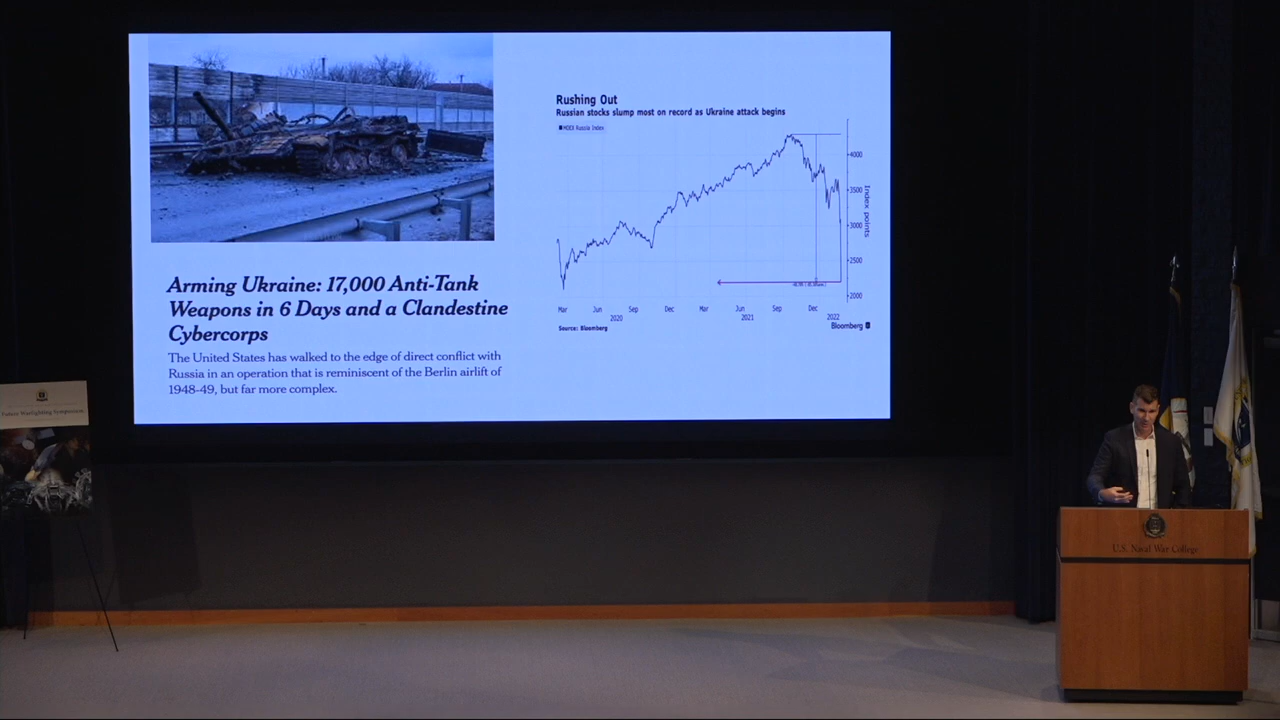 Arming Ukraine: 17,000 Anti-Tank
Weapons in 6 Days and a Clandestine
Cybercorps
The United States has walked to the edge of direct conflict with
Russia in an operation that is reminiscent of the Berlin airlift of
1948-49, but far more complex.
Rushing Out
Russian stocks slump most on record as Ukraine attack begins
MOEX Russia Index
4000
3500
3000
2500
2000
Index points
Mar Jun Sep Dec Mar Jun Sep Dec
2020 2021 2022
Source: Bloomberg
Bloomberg
Future Warfighting Symposium
U.S. Naval War College